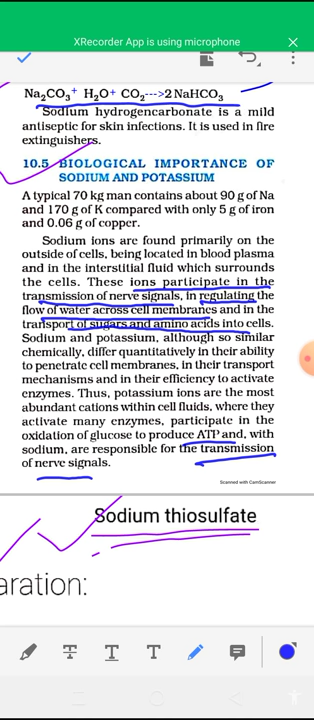 XRecorder App is using microphone
Na₂CO₃+ H₂O+ CO₂--->2 NaHCO₃
Sodium hydrogencarbonate is a mild
antiseptic for skin infections. It is used in fire
extinguishers.
10.5 BIOLOGICAL IMPORTANCE OF
SODIUM AND POTASSIUM
A typical 70 kg man contains about 90 g of Na
and 170 g of K compared with only 5 g of iron
and 0.06 g of copper.
Sodium ions are found primarily on the
outside of cells, being located in blood plasma
and in the interstitial fluid which surrounds
the cells. These ions participate in the
transmission of nerve signals, in regulating the
flow of water across cell membranes and in the
transport of sugars and amino acids into cells.
Sodium and potassium, although so similar
chemically, differ quantitatively in their ability
to penetrate cell membranes, in their transport
mechanisms and in their efficiency to activate
enzymes. Thus, potassium ions are the most
abundant cations within cell fluids, where they
activate many enzymes, participate in the
oxidation of glucose to produce ATP and, with
sodium, are responsible for the transmission
of nerve signals.
Scanned with CamScanner
Sodium thiosulfate
aration:
T T T